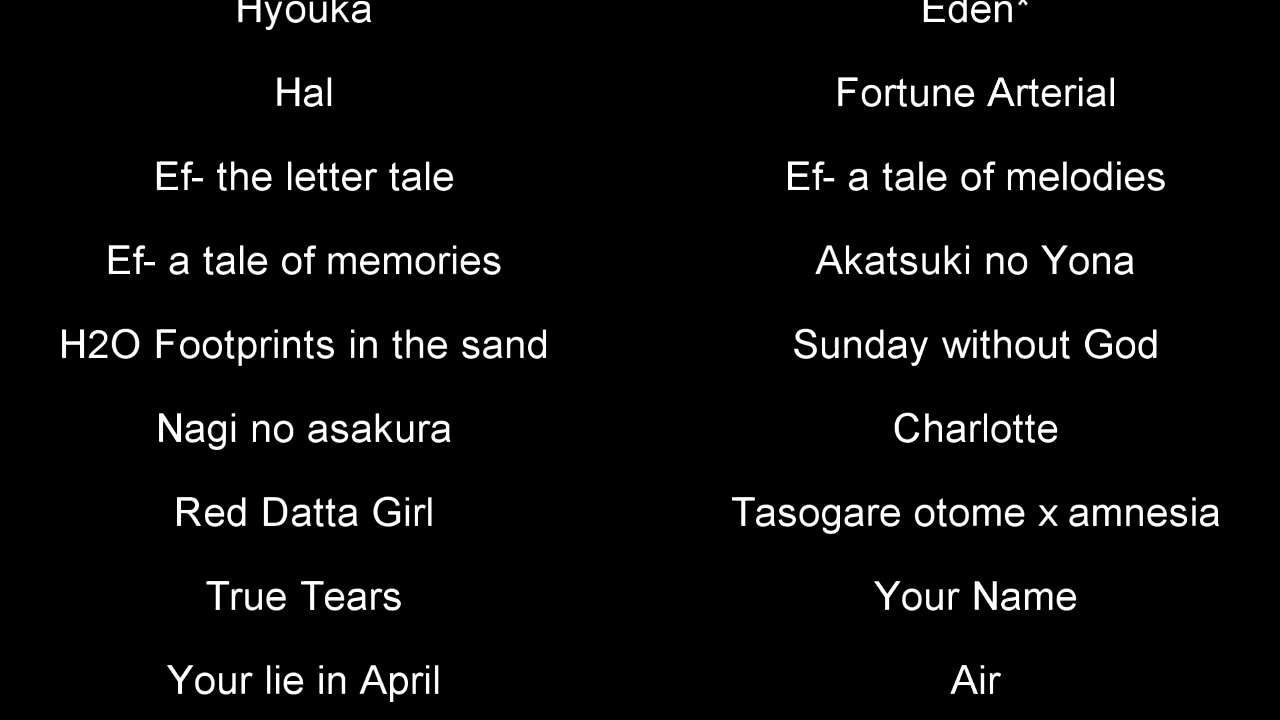 Hyouka Eden*
Hal Fortune Arterial
Ef- the letter tale Ef- a tale of melodies
Ef- a tale of memories Akatsuki no Yona
H2O Footprints in the sand Sunday without God
Nagi no asakura Charlotte
Red Datta Girl Tasogare otome x amnesia
True Tears Your Name
Your lie in April Air